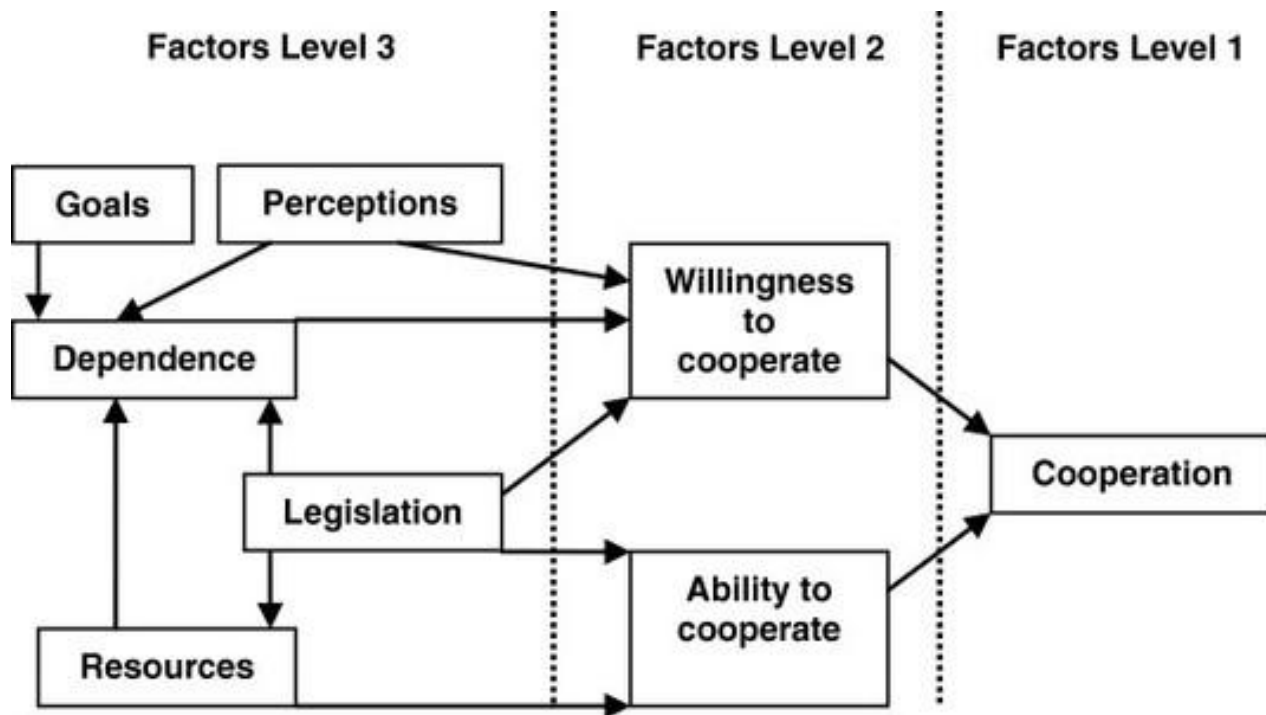 Factors Level 3
Factors Level 2
Factors Level 1
Goals
Perceptions
Willingness
to
cooperate
Dependence
Cooperation
Legislation
Ability to
cooperate
Resources